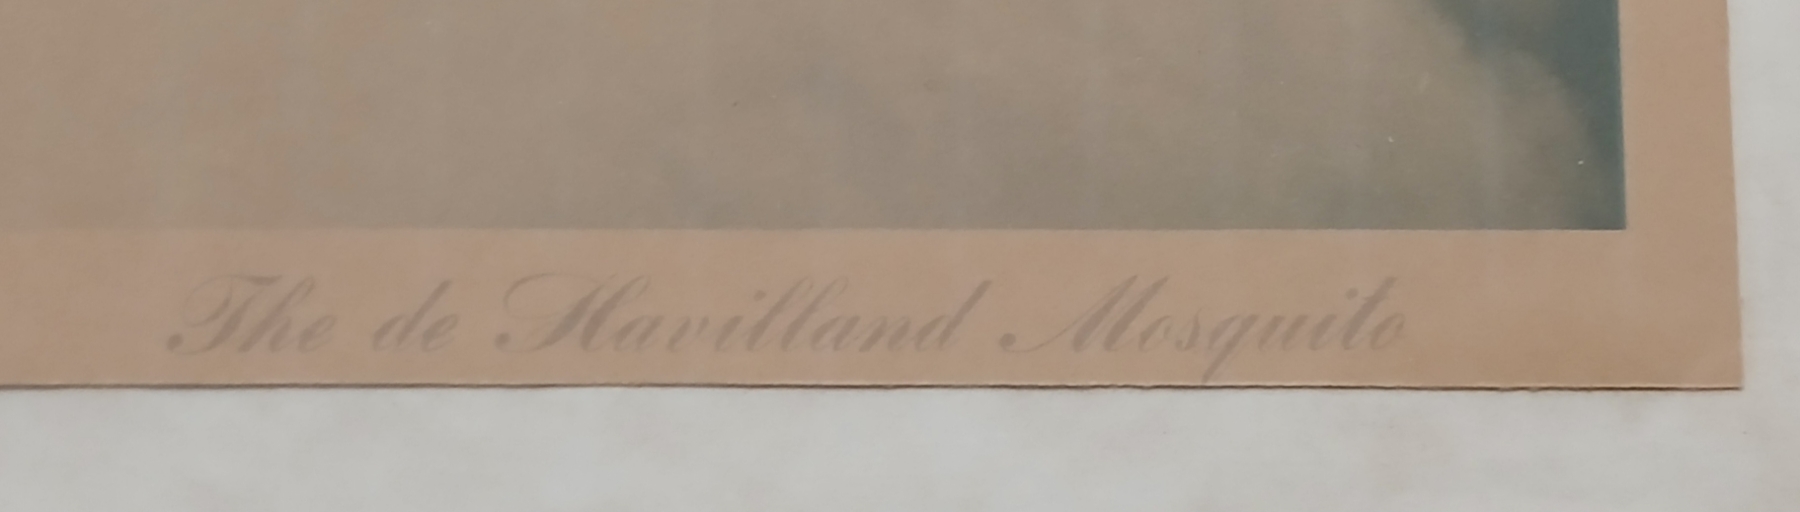 The de Havilland Mosquito